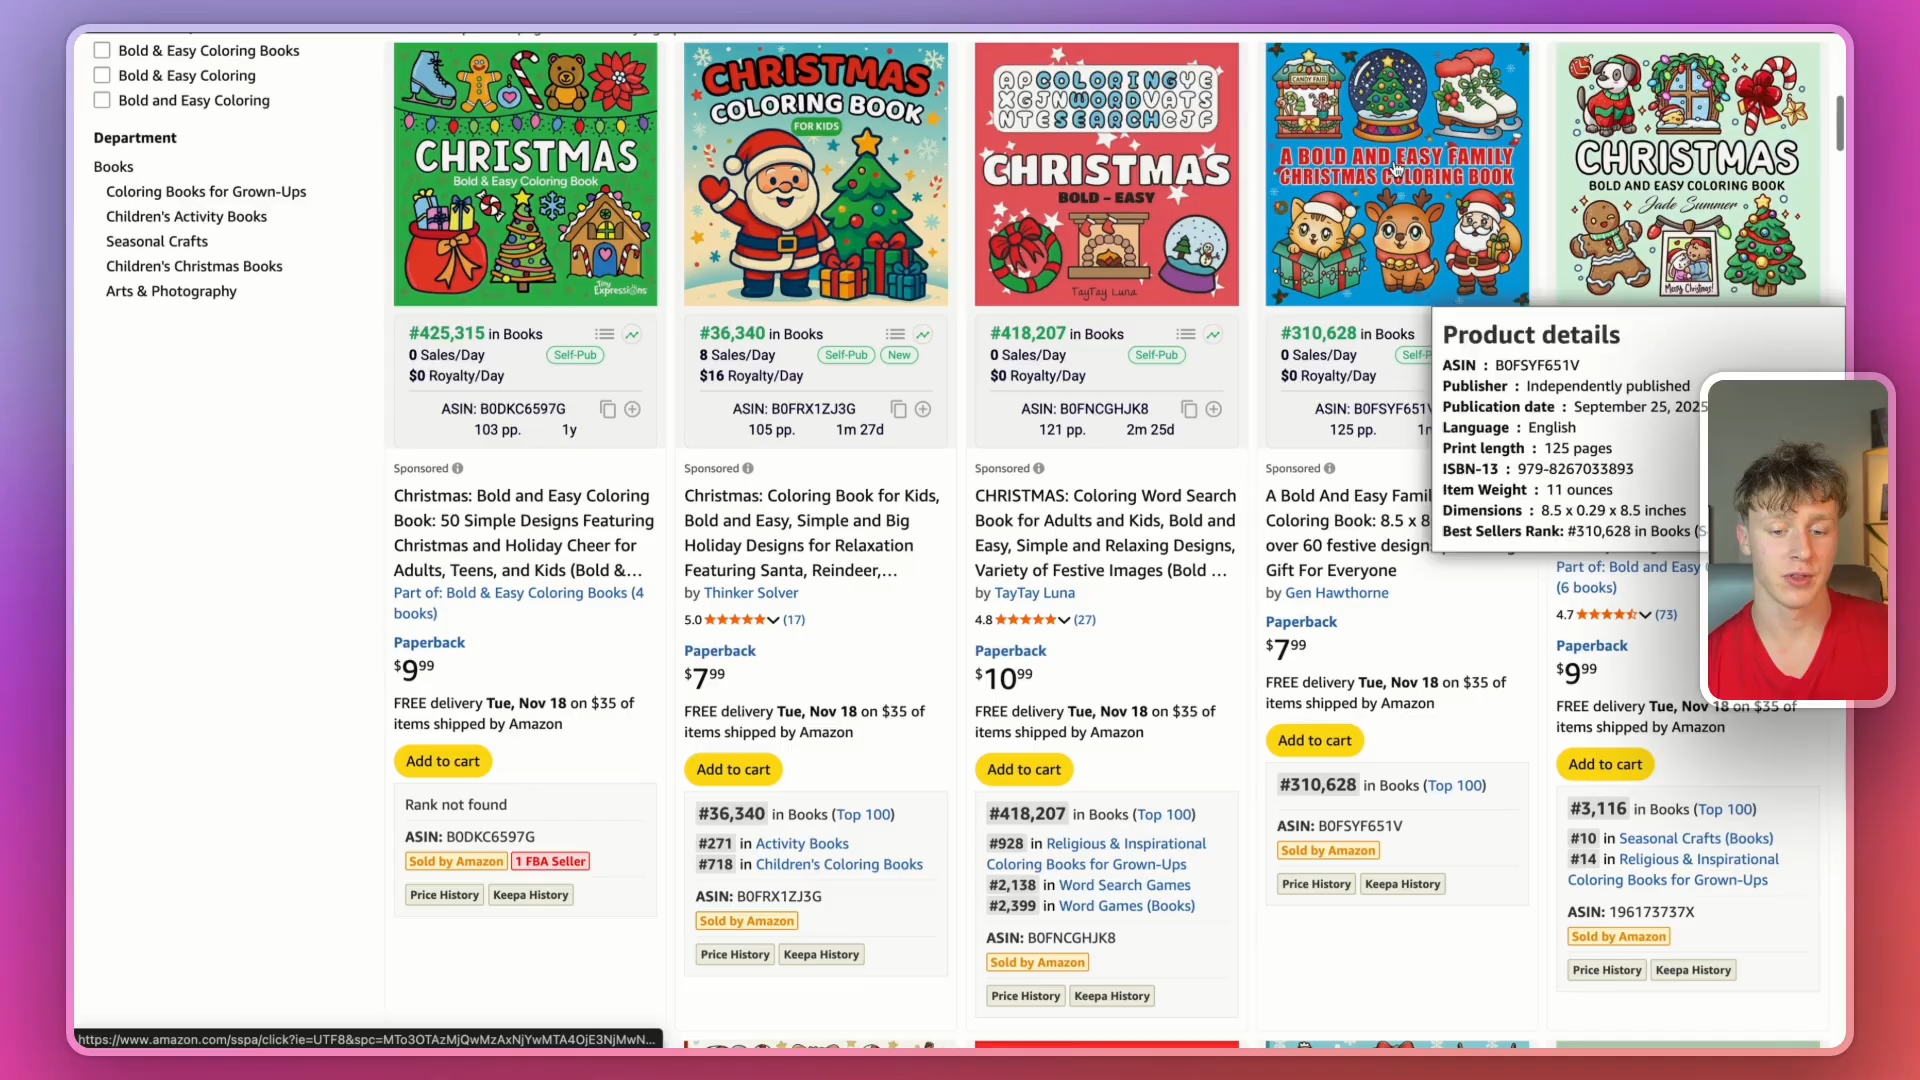 Bold & Easy Coloring Books
Bold & Easy Coloring
Bold and Easy Coloring
Department
Books
Coloring Books for Grown-Ups
Children's Activity Books
Seasonal Crafts
Children's Christmas Books
Arts & Photography
CHRISTMAS
Bold & Easy Coloring Book
Tiny
Expressions
#425,315 in Books
0 Sales/Day
Self-Pub
$0 Royalty/Day
ASIN: B0DKC6597G
103 pp. 1y
Sponsored
Christmas: Bold and Easy Coloring
Book: 50 Simple Designs Featuring
Christmas and Holiday Cheer for
Adults, Teens, and Kids (Bold &...
Part of: Bold & Easy Coloring Books (4
books)
Paperback
$9.99
FREE delivery Tue, Nov 18 on $35 of
items shipped by Amazon
Add to cart
Rank not found
ASIN: B0DKC6597G
Sold by Amazon 1 FBA Seller
Price History Keepa History
CHRISTMAS
COLORING BOOK
FOR KIDS
#36,340 in Books
8 Sales/Day
Self-Pub New
$16 Royalty/Day
ASIN: B0FRX1ZJ3G
105 pp. 1m 27d
Sponsored
Christmas: Coloring Book for Kids,
Bold and Easy, Simple and Big
Holiday Designs for Relaxation
Featuring Santa, Reindeer,...
by Thinker Solver
5.0 (17)
Paperback
$7.99
FREE delivery Tue, Nov 18 on $35 of
items shipped by Amazon
Add to cart
#36,340 in Books (Top 100)
#271 in Activity Books
#718 in Children's Coloring Books
ASIN: B0FRX1ZJ3G
Sold by Amazon
Price History Keepa History
APCOLORINGYE
XGJNWORDVATS
NTESEARCHCJF
CHRISTMAS
BOLD - EASY
TayTay Luna
#418,207 in Books
0 Sales/Day
Self-Pub
$0 Royalty/Day
ASIN: B0FNCGHJK8
121 pp. 2m 25d
Sponsored
CHRISTMAS: Coloring Word Search
Book for Adults and Kids, Bold and
Easy, Simple and Relaxing Designs,
Variety of Festive Images (Bold ...
by TayTay Luna
4.8 (27)
Paperback
$10.99
FREE delivery Tue, Nov 18 on $35 of
items shipped by Amazon
Add to cart
#418,207 in Books (Top 100)
#928 in Religious & Inspirational
Coloring Books for Grown-Ups
#2,138 in Word Search Games
#2,399 in Word Games (Books)
ASIN: B0FNCGHJK8
Sold by Amazon
Price History Keepa History
CANDY FAIR
A BOLD AND EASY FAMILY
CHRISTMAS COLORING BOOK
#310,628 in Books
0 Sales/Day
Self-P
$0 Royalty/Day
ASIN: B0FSYF651V
125 pp.
Sponsored
A Bold And Easy Fami
Coloring Book: 8.5 x 8
over 60 festive design
Gift For Everyone
by Gen Hawthorne
Paperback
$7.99
FREE delivery Tue, Nov 18 on $35 of
items shipped by Amazon
Add to cart
#310,628 in Books (Top 100)
ASIN: B0FSYF651V
Sold by Amazon
Price History Keepa History
CHRISTMAS
BOLD AND EASY COLORING BOOK
Jade Summer
Merry Christmas!
Product details
ASIN : B0FSYF651V
Publisher : Independently published
Publication date : September 25, 2025
Language : English
Print length : 125 pages
ISBN-13 : 979-8267033893
Item Weight : 11 ounces
Dimensions : 8.5 x 0.29 x 8.5 inches
Best Sellers Rank: #310,628 in Books (S
Part of: Bold and Easy
(6 books)
4.7 (73)
Paperback
$9.99
FREE delivery Tue, Nov 18 on $35 of
items shipped by Amazon
Add to cart
#3,116 in Books (Top 100)
#10 in Seasonal Crafts (Books)
#14 in Religious & Inspirational
Coloring Books for Grown-Ups
ASIN: 196173737X
Sold by Amazon
Price History Keepa History
https://www.amazon.com/sspa/click?ie=UTF8&spc=MTo3OTAzMjQwMzAxNjYwMTA4OjE3NjMwN...